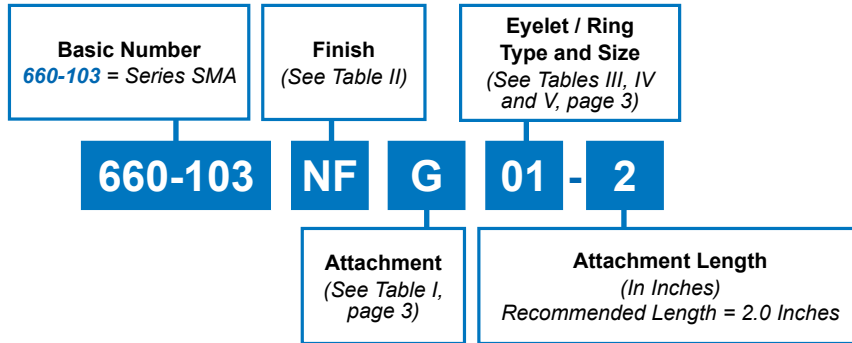 Basic Number
660-103 = Series SMA
Finish
(See Table II)
Eyelet / Ring
Type and Size
(See Tables III, IV
and V, page 3)
660-103 NF G 01 - 2
Attachment
(See Table I,
page 3)
Attachment Length
(In Inches)
Recommended Length = 2.0 Inches